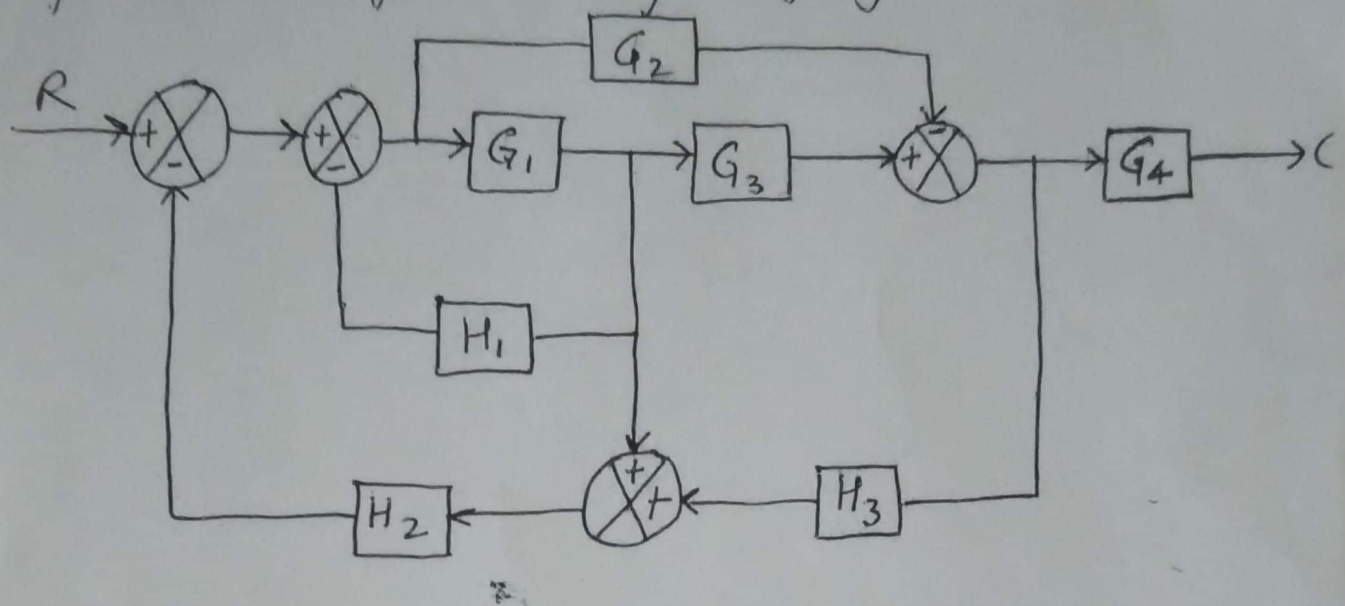 G₂
R
+ -
+ -
G₁
G₃
+ -
G₄
C
H₁
+ +
H₂
H₃